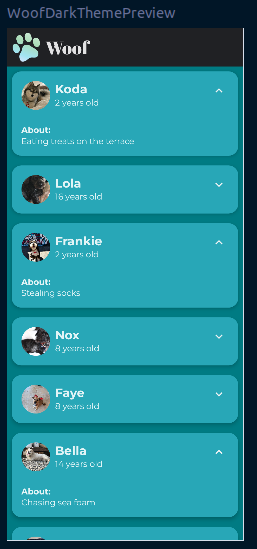 WoofDarkThemePreview
Woof
Koda
2 years old
About:
Eating treats on the terrace
Lola
16 years old
Frankie
2 years old
About:
Stealing socks
Nox
8 years old
Faye
8 years old
Bella
14 years old
About:
Chasing sea foam